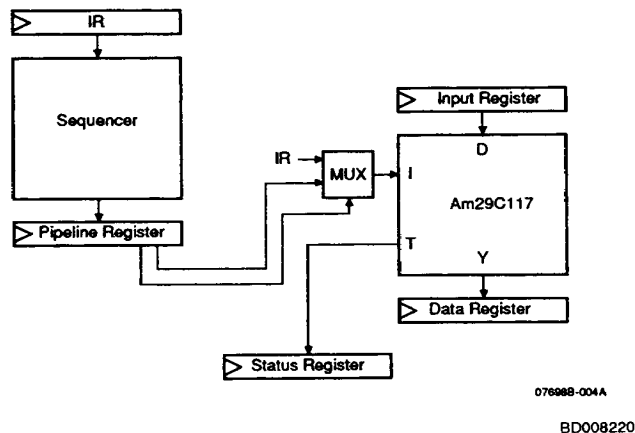 IR
Sequencer
Pipeline Register
IR
MUX
Input Register
D
I
Am29C117
T
Y
Data Register
Status Register
07698B-004A
BD008220